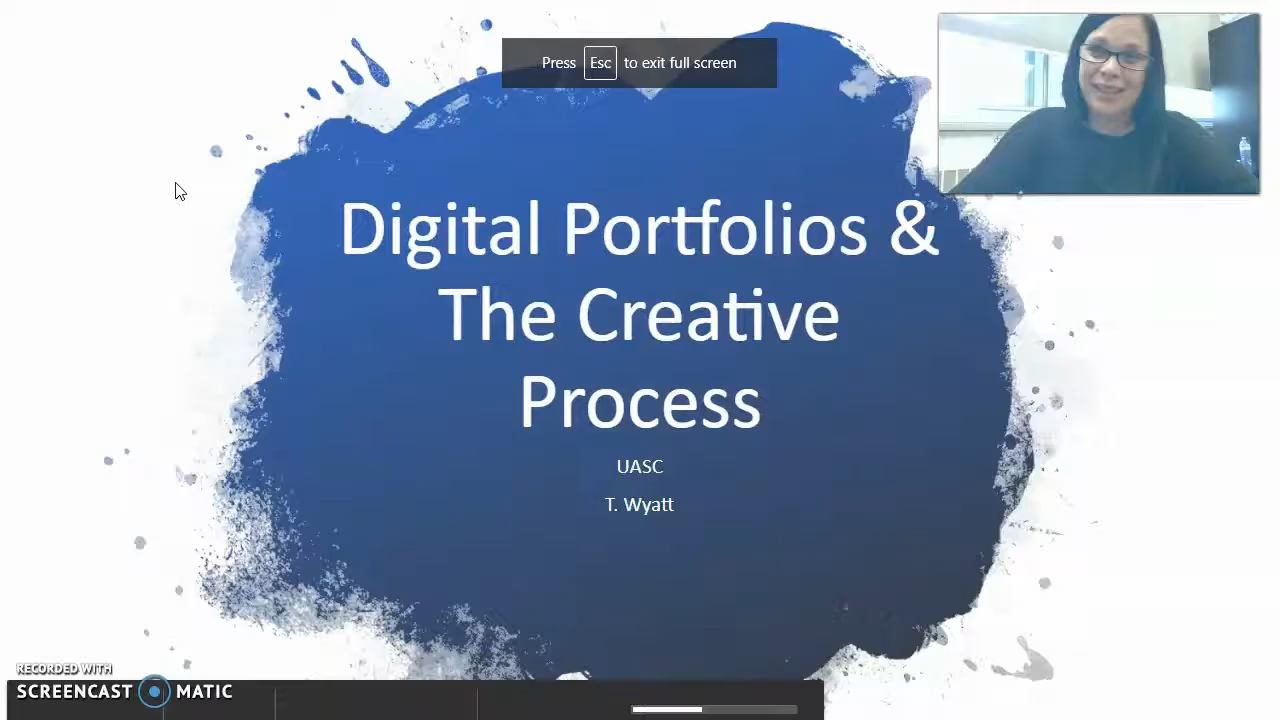 Press Esc to exit full screen
Digital Portfolios &
The Creative
Process
UASC
T. Wyatt
RECORDED WITH
SCREENCAST MATIC